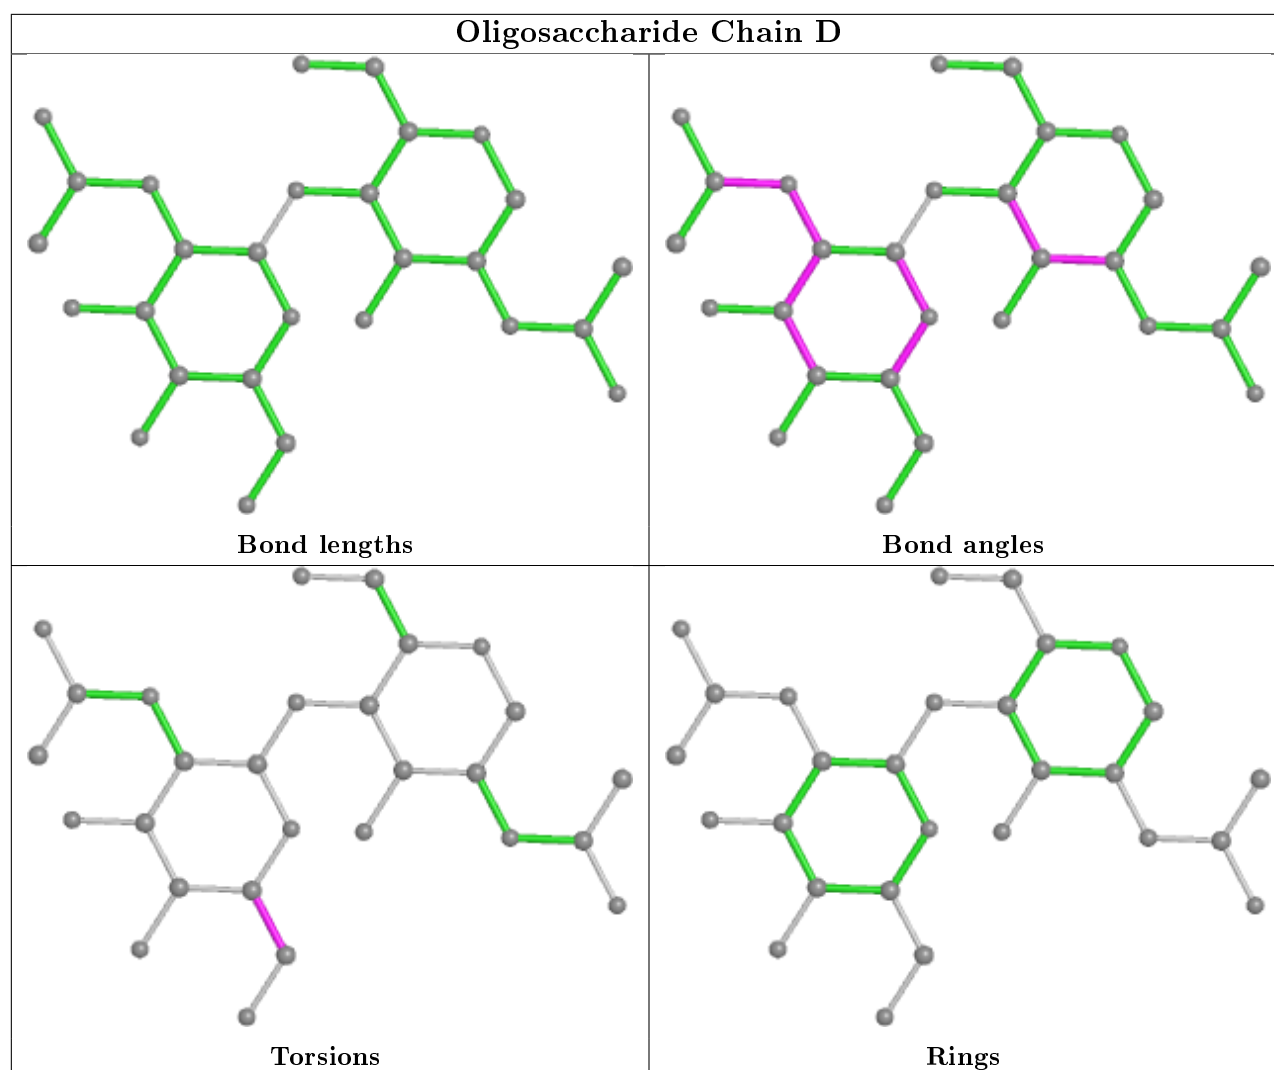 Oligosaccharide Chain D
Bond lengths
Bond angles
Torsions
Rings